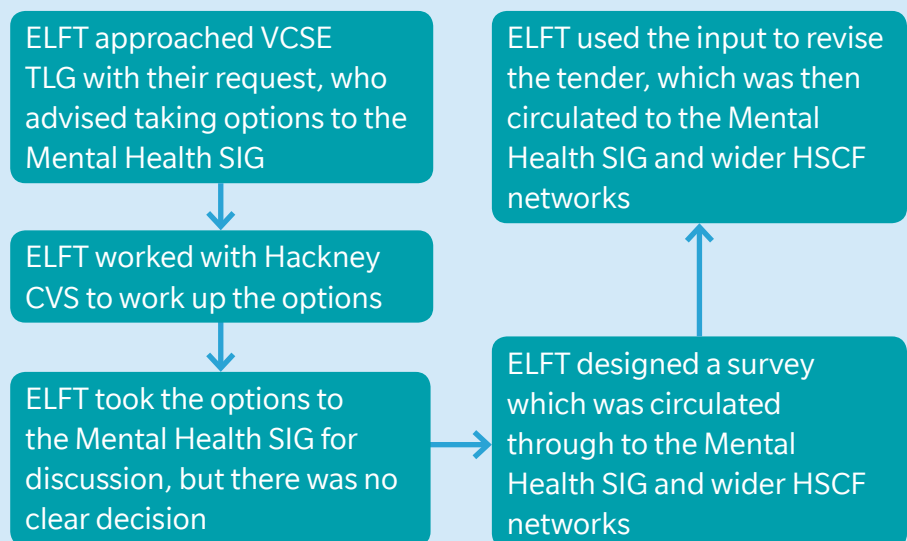 ELFT approached VCSE
TLG with their request, who
advised taking options to the
Mental Health SIG
ELFT worked with Hackney
CVS to work up the options
ELFT took the options to
the Mental Health SIG for
discussion, but there was no
clear decision
ELFT designed a survey
which was circulated
through to the Mental
Health SIG and wider HSCF
networks
ELFT used the input to revise
the tender, which was then
circulated to the Mental
Health SIG and wider HSCF
networks